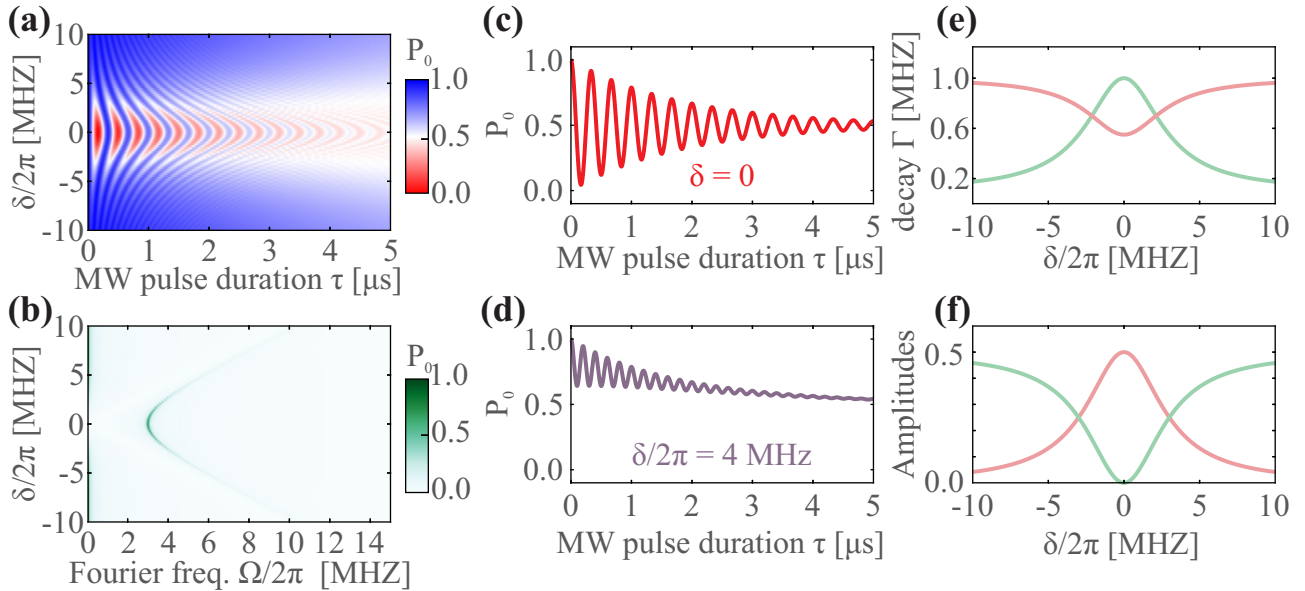 (a)
10
5
0
-5
-10
δ/2π [MHZ]
0 1 2 3 4 5
MW pulse duration τ [μs]
P₀
1.0
0.5
0.0
(b)
10
5
0
-5
-10
δ/2π [MHZ]
0 2 4 6 8 10 12 14
Fourier freq. Ω/2π [MHZ]
P₀
1.0
0.5
0.0
(c)
1.0
0.5
0.0
P₀
δ = 0
0 1 2 3 4 5
MW pulse duration τ [μs]
(d)
1.0
0.5
0.0
P₀
δ/2π = 4 MHz
0 1 2 3 4 5
MW pulse duration τ [μs]
(e)
decay Γ [MHZ]
1.0
0.6
0.2
-10 -5 0 5 10
δ/2π [MHZ]
(f)
Amplitudes
0.5
0.0
-10 -5 0 5 10
δ/2π [MHZ]